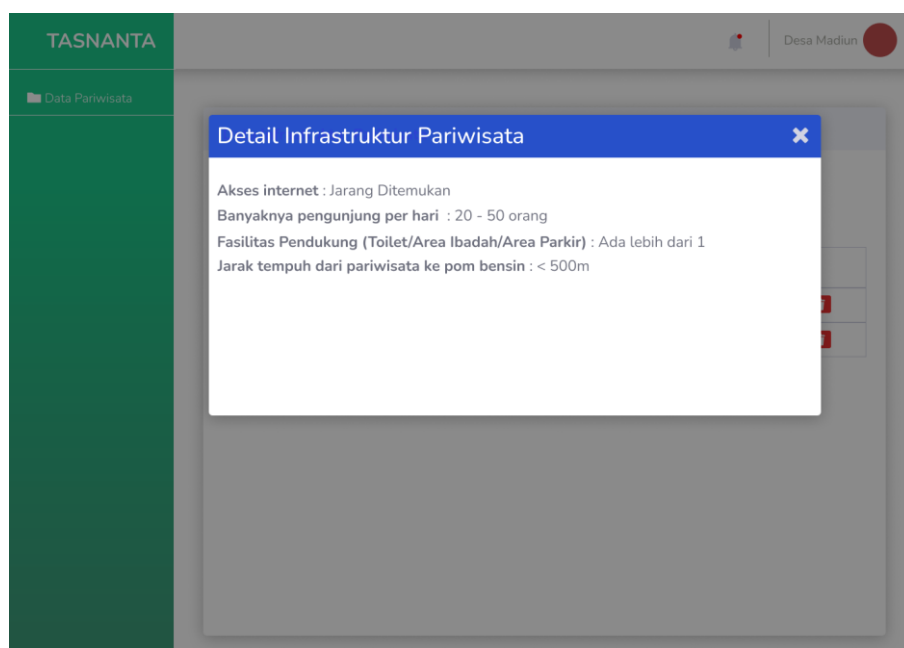 TASNANTA
Desa Madiun
Data Pariwisata
Detail Infrastruktur Pariwisata
Akses internet : Jarang Ditemukan
Banyaknya pengunjung per hari : 20 - 50 orang
Fasilitas Pendukung (Toilet/Area Ibadah/Area Parkir) : Ada lebih dari 1
Jarak tempuh dari pariwisata ke pom bensin : < 500m